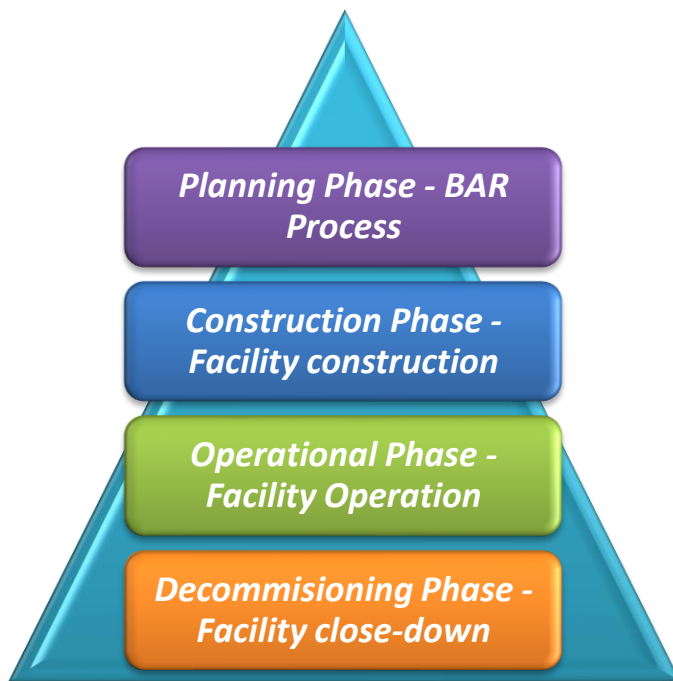 Planning Phase - BAR
Process
Construction Phase -
Facility construction
Operational Phase -
Facility Operation
Decommisioning Phase -
Facility close-down